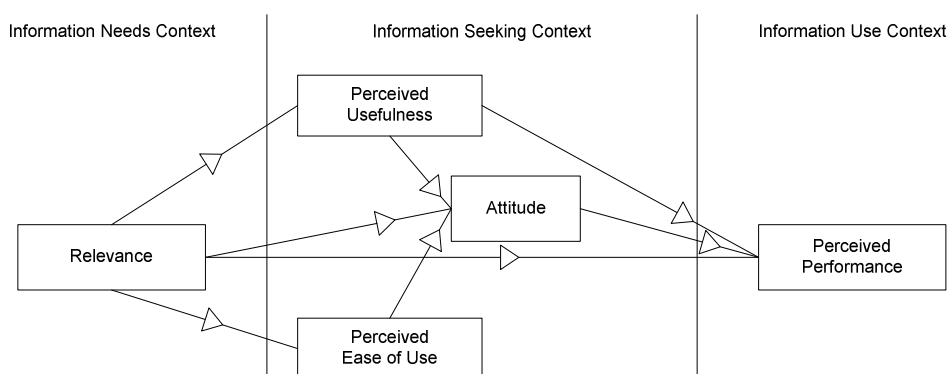 Information Needs Context
Information Seeking Context
Information Use Context
Perceived
Usefulness
Attitude
Relevance
Perceived
Performance
Perceived
Ease of Use